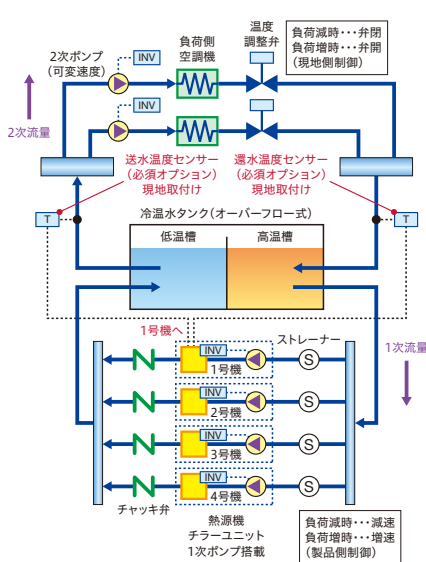 2次ポンプ
(可変速度)
INV
負荷側
空調機
温度
調整弁
負荷減時･･･弁閉
負荷増時･･･弁開
(現地側制御)
INV
2次流量
送水温度センサー
(必須オプション)
現地取付け
還水温度センサー
(必須オプション)
現地取付け
T
T
冷温水タンク(オーバーフロー式)
低温槽
高温槽
1号機へ
ストレーナー
1次流量
INV
1号機
S
INV
2号機
S
INV
3号機
S
INV
4号機
S
チャッキ弁
熱源機
チラーユニット
1次ポンプ搭載
負荷減時･･･減速
負荷増時･･･増速
(製品側制御)